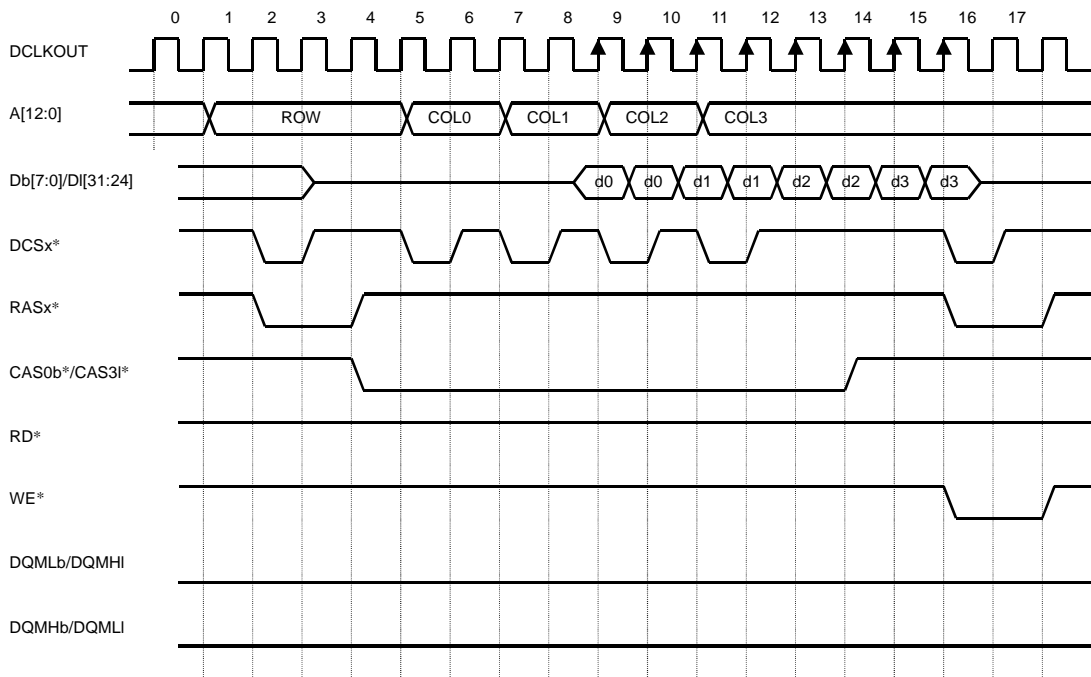 0 1 2 3 4 5 6 7 8 9 10 11 12 13 14 15 16 17
DCLKOUT
A[12:0] ROW COL0 COL1 COL2 COL3
Db[7:0]/Dl[31:24] d0 d0 d1 d1 d2 d2 d3 d3
DCSx*
RASx*
CAS0b*/CAS3l*
RD*
WE*
DQMLb/DQMHl
DQMHb/DQMLl